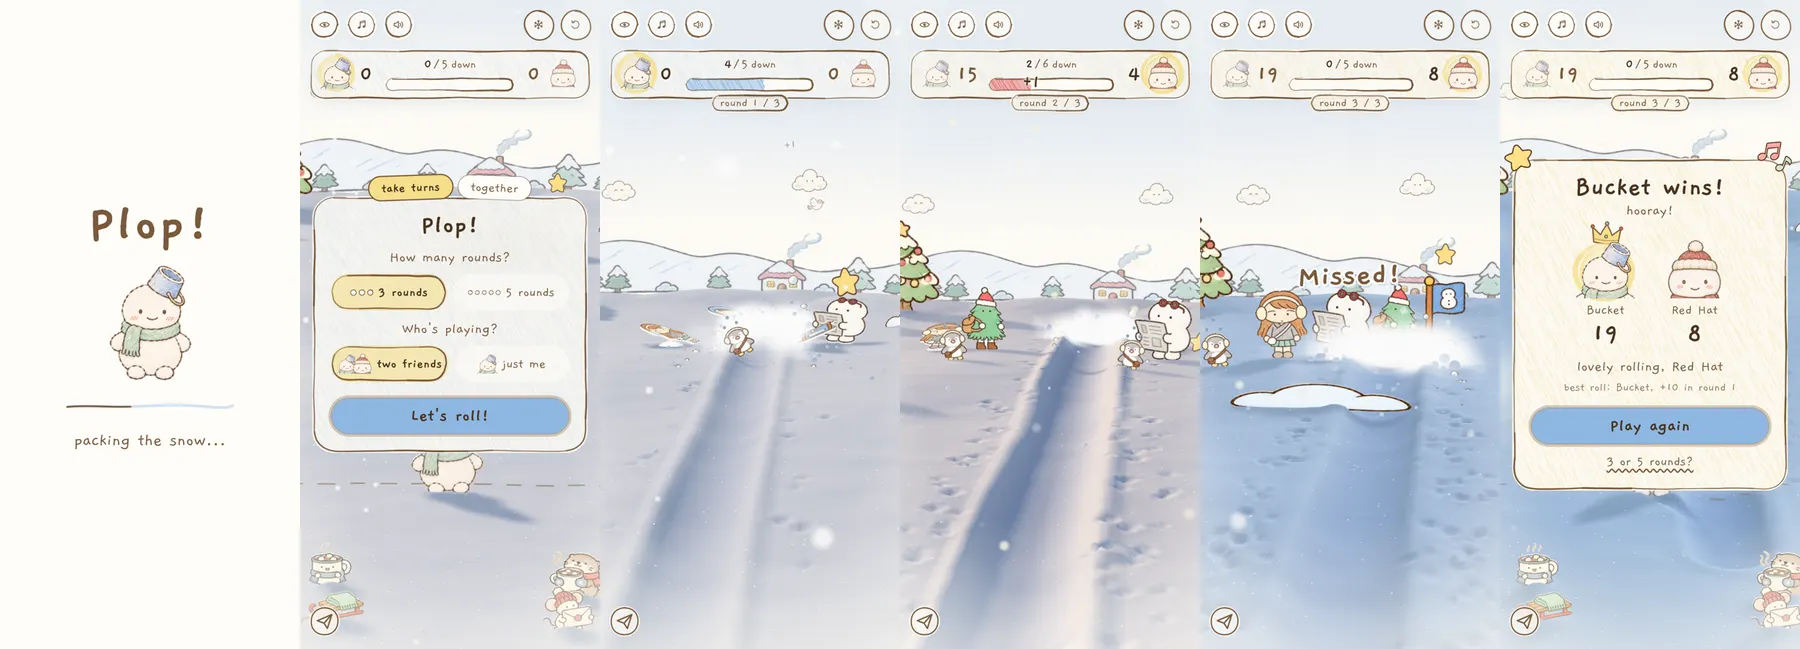 Plop!
packing the snow...
0
0/5 down
0
take turns
together
Plop!
How many rounds?
3 rounds
5 rounds
Who's playing?
two friends
just me
Let's roll!
0
4/5 down
0
round 1 / 3
+1
15
2/6 down
4
+1
round 2 / 3
19
0/5 down
8
round 3 / 3
Missed!
19
0/5 down
8
round 3 / 3
Bucket wins!
hooray!
Bucket
Red Hat
19
8
lovely rolling, Red Hat
best roll: Bucket, +10 in round 1
Play again
3 or 5 rounds?